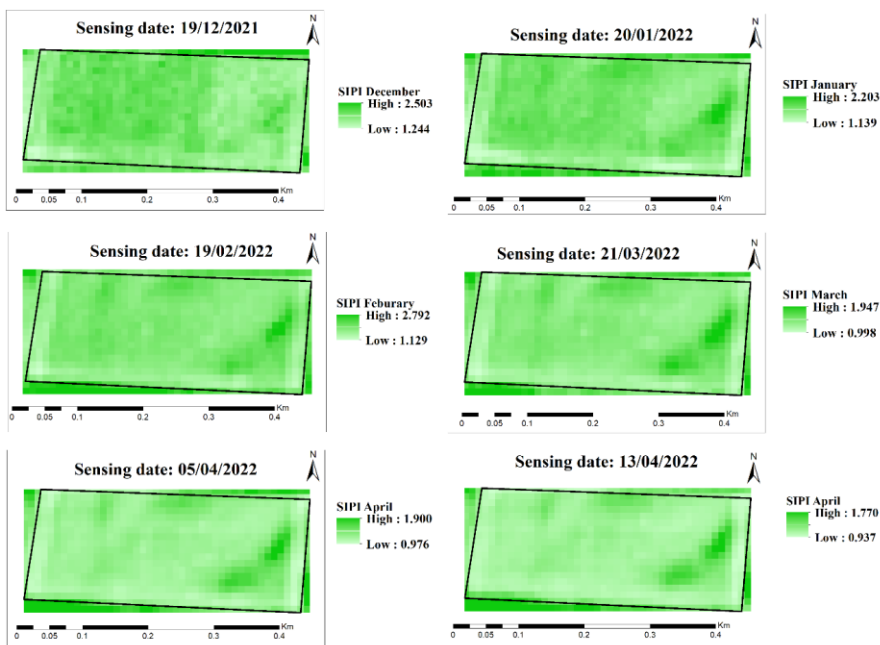 Sensing date: 19/12/2021
N
SIPI December
High : 2.503
Low : 1.244
Km
0 0.05 0.1 0.2 0.3 0.4
Sensing date: 20/01/2022
N
SIPI January
High : 2.203
Low : 1.139
Km
0 0.05 0.1 0.2 0.3 0.4
Sensing date: 19/02/2022
N
SIPI Feburary
High : 2.792
Low : 1.129
Km
0 0.05 0.1 0.2 0.3 0.4
Sensing date: 21/03/2022
N
SIPI March
High : 1.947
Low : 0.998
Km
0 0.05 0.1 0.2 0.3 0.4
Sensing date: 05/04/2022
N
SIPI April
High : 1.900
Low : 0.976
Km
0 0.05 0.1 0.2 0.3 0.4
Sensing date: 13/04/2022
N
SIPI April
High : 1.770
Low : 0.937
Km
0 0.05 0.1 0.2 0.3 0.4